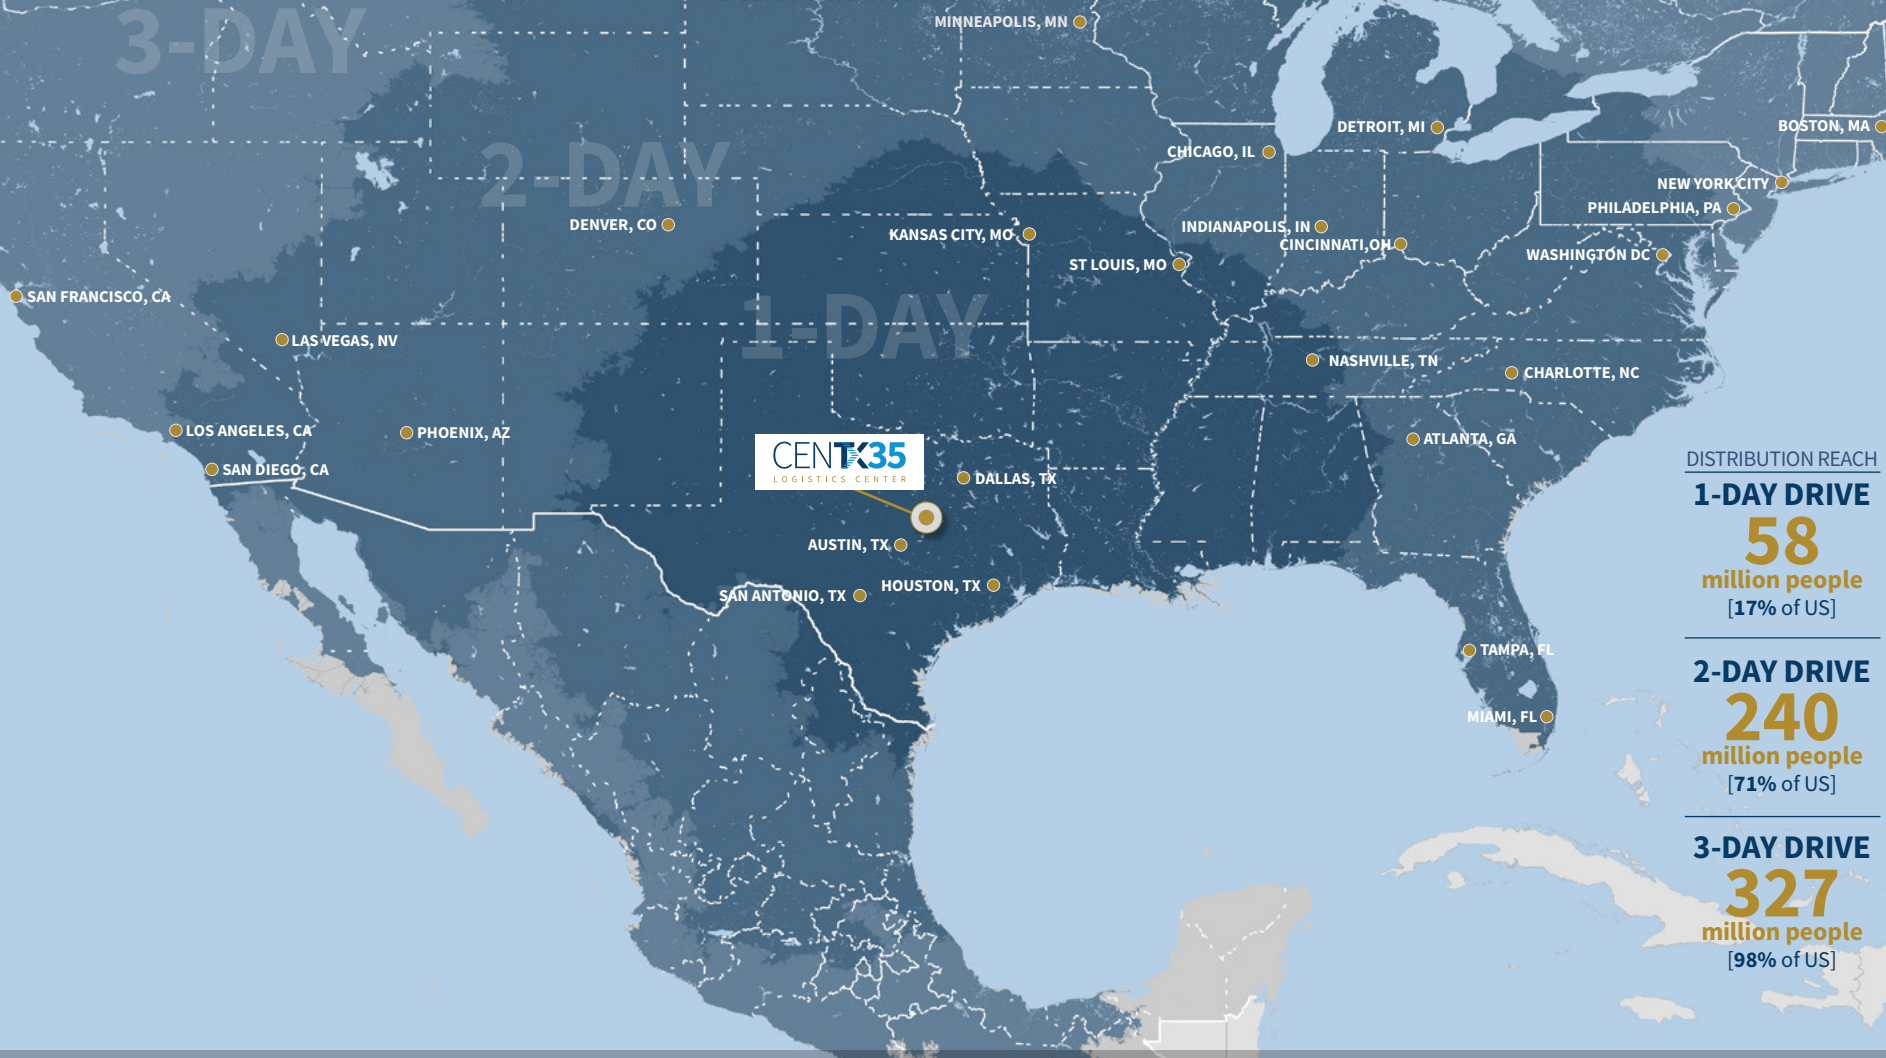 3-DAY
MINNEAPOLIS, MN
DETROIT, MI
BOSTON, MA
CHICAGO, IL
2-DAY
NEW YORK CITY
PHILADELPHIA, PA
DENVER, CO
KANSAS CITY, MO
INDIANAPOLIS, IN
CINCINNATI,OH
WASHINGTON DC
ST LOUIS, MO
SAN FRANCISCO, CA
1-DAY
LAS VEGAS, NV
NASHVILLE, TN
CHARLOTTE, NC
LOS ANGELES, CA
PHOENIX, AZ
ATLANTA, GA
SAN DIEGO, CA
CENTX35
LOGISTICS CENTER
DALLAS, TX
AUSTIN, TX
HOUSTON, TX
SAN ANTONIO, TX
TAMPA, FL
MIAMI, FL
DISTRIBUTION REACH
1-DAY DRIVE
58
million people
[17% of US]
2-DAY DRIVE
240
million people
[71% of US]
3-DAY DRIVE
327
million people
[98% of US]